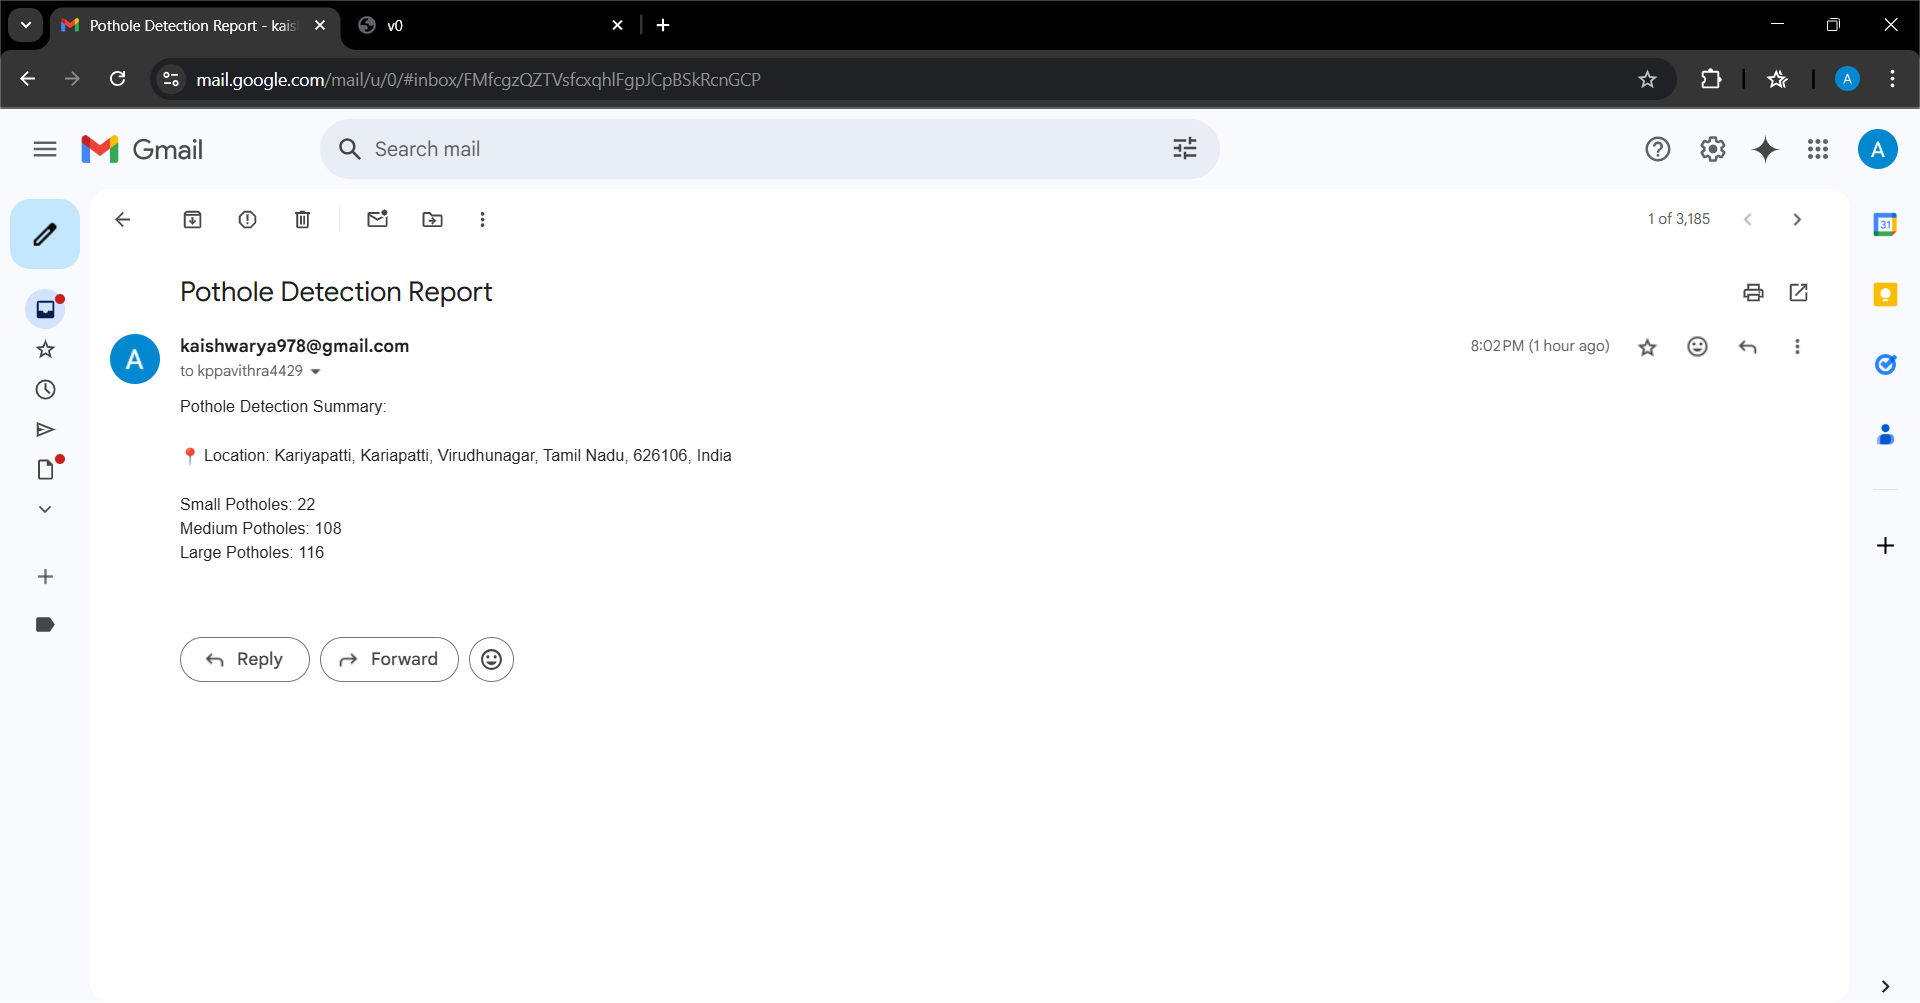 Pothole Detection Report - kais
v0
mail.google.com/mail/u/0/#inbox/FMfcgzQZTVsfcxqhlFgpJCpBSkRcnGCP
A
Gmail
Search mail
A
1 of 3,185
31
Pothole Detection Report
A
kaishwarya978@gmail.com
8:02 PM (1 hour ago)
to kppavithra4429
Pothole Detection Summary:
📍 Location: Kariyapatti, Kariapatti, Virudhunagar, Tamil Nadu, 626106, India
Small Potholes: 22
Medium Potholes: 108
Large Potholes: 116
Reply
Forward